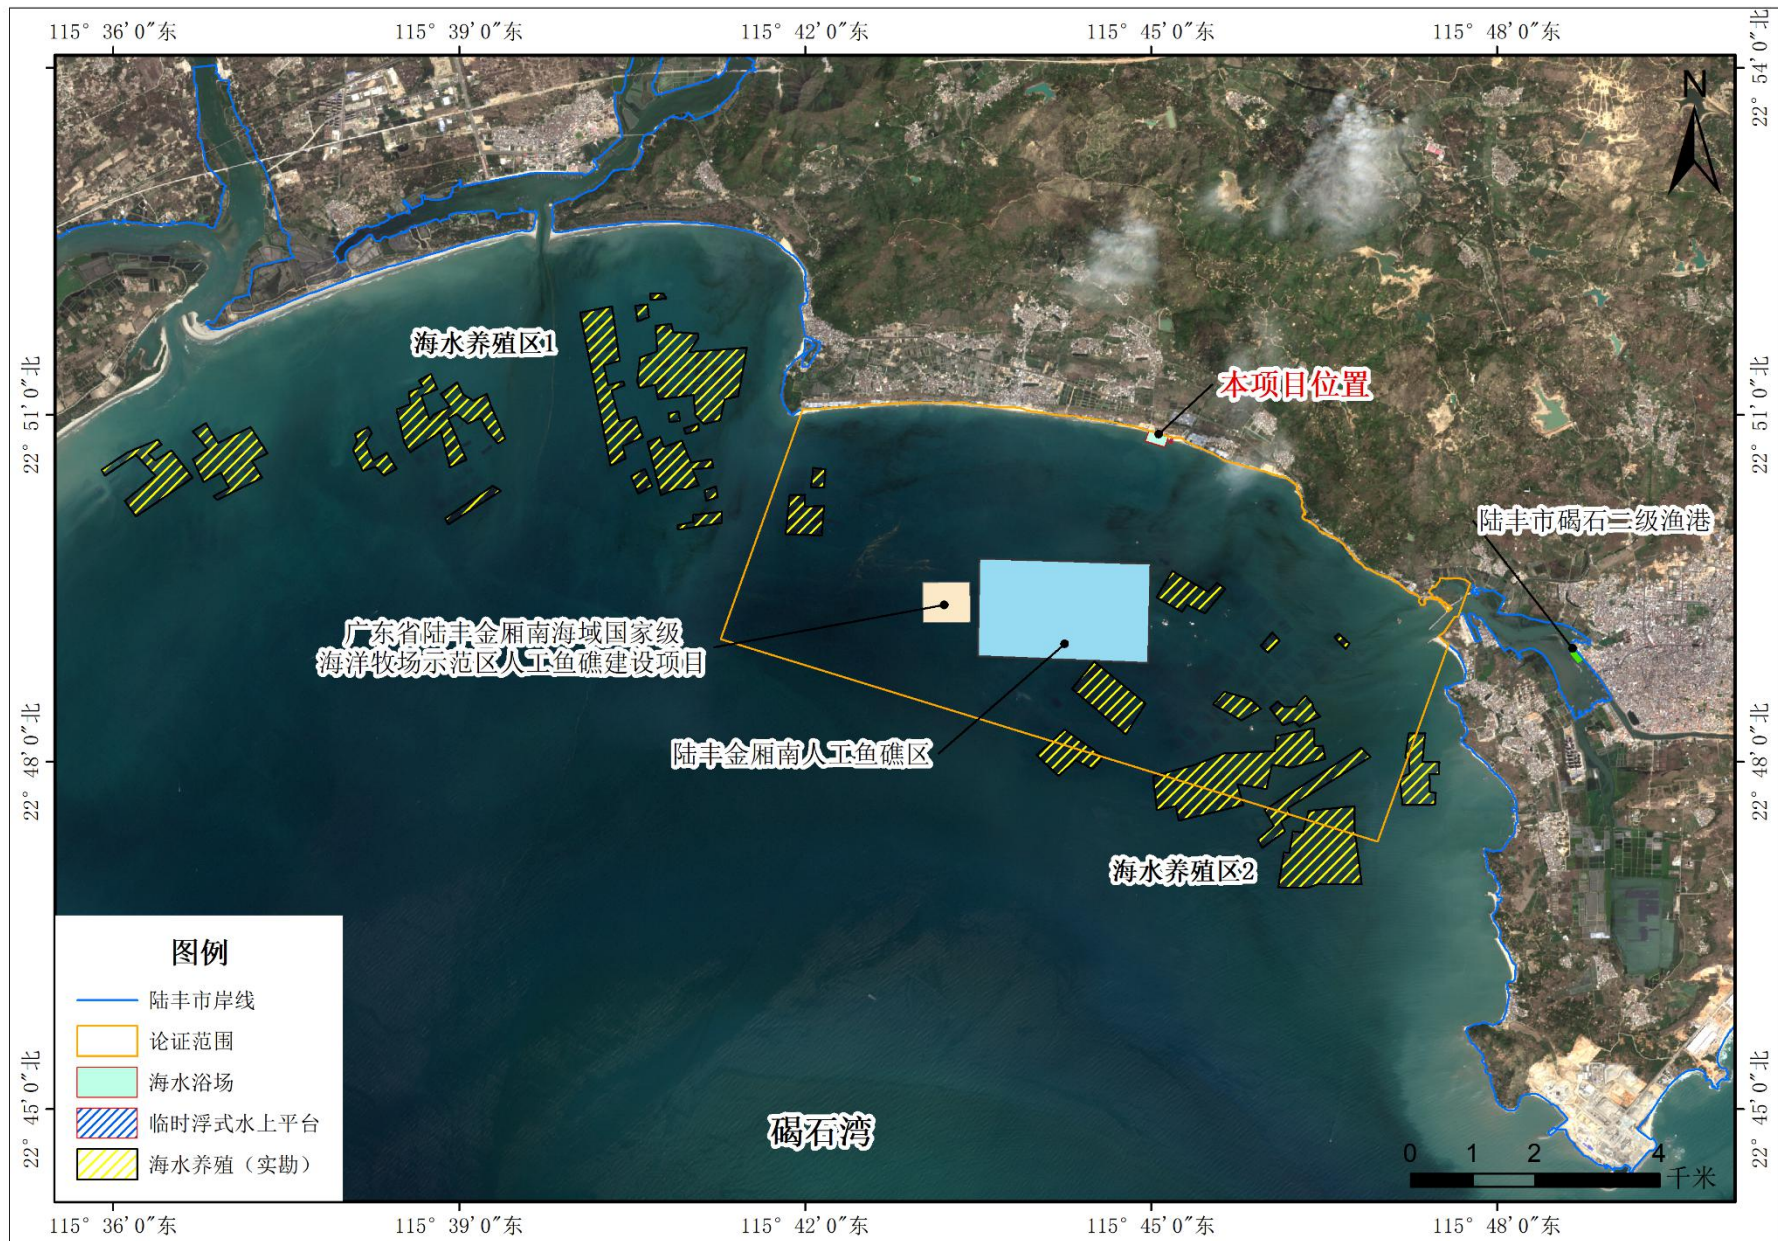 115° 36′0″东
115° 39′0″东
115° 42′0″东
115° 45′0″东
115° 48′0″东
22° 54′0″北
N
海水养殖区1
22° 51′0″北
22° 51′0″北
本项目位置
陆丰市碣石二级渔港
广东省陆丰金厢南海域国家级
海洋牧场示范区人工鱼礁建设项目
陆丰金厢南人工鱼礁区
22° 48′0″北
22° 48′0″北
海水养殖区2
图例
陆丰市岸线
论证范围
海水浴场
临时浮式水上平台
海水养殖（实勘）
22° 45′0″北
22° 45′0″北
碣石湾
0 1 2 4
千米
115° 36′0″东
115° 39′0″东
115° 42′0″东
115° 45′0″东
115° 48′0″东